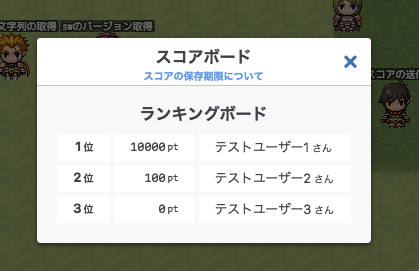 文字列の取得 swのバージョン取得
スコアボード
スコアの保存期限について
スコアの送信
ランキングボード
1位 10000pt テストユーザー1さん
2位 100pt テストユーザー2さん
3位 0pt テストユーザー3さん